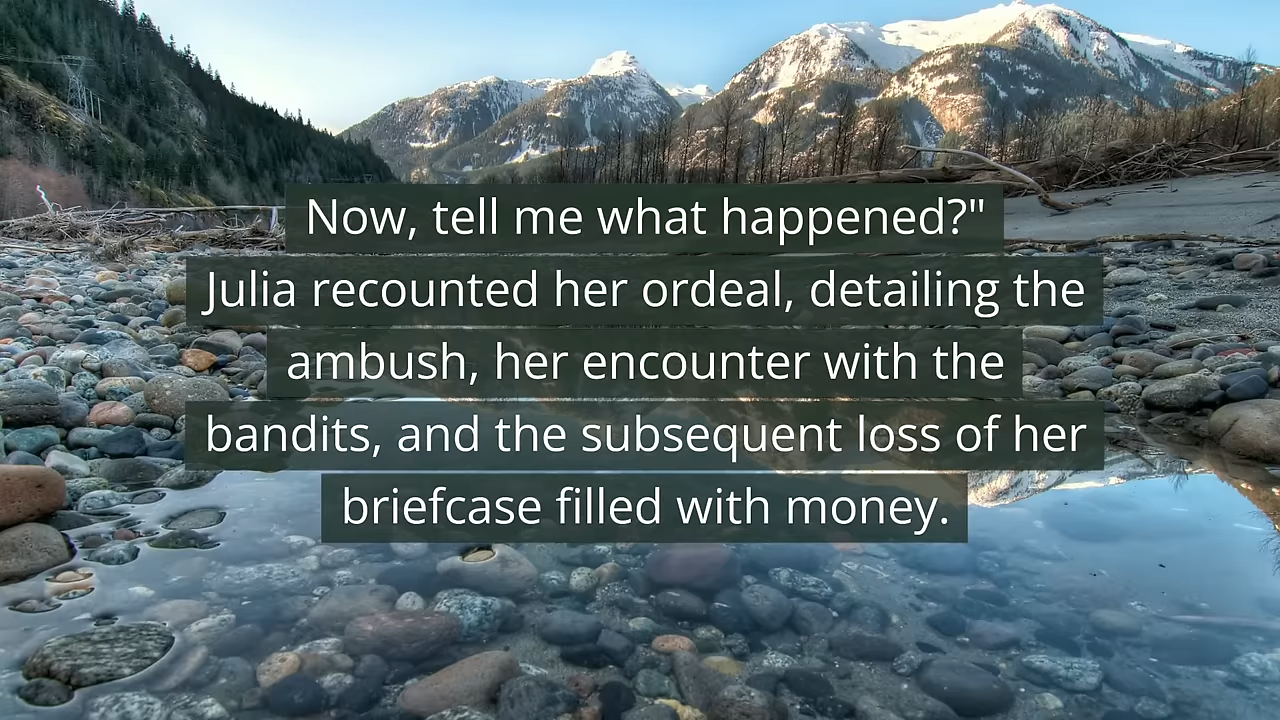 Now, tell me what happened?"
Julia recounted her ordeal, detailing the
ambush, her encounter with the
bandits, and the subsequent loss of her
briefcase filled with money.